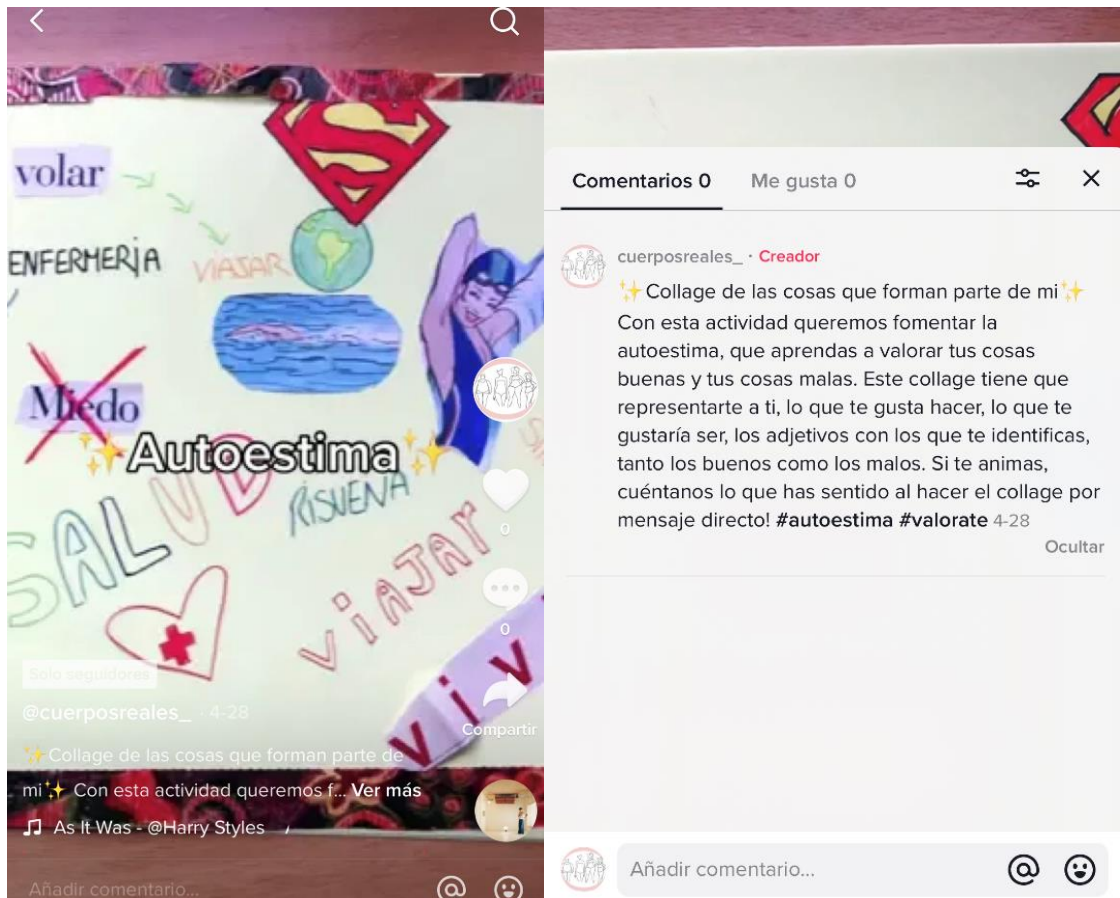 volar
ENFERMERIA
VIAJAR
Miedo
✨Autoestima✨
SALUD
RISUEÑA
VIAJAR
viv
0
0
Solo seguidores
Compartir
@cuerposreales_ · 4-28
✨Collage de las cosas que forman parte de
mi✨ Con esta actividad queremos f... Ver más
As It Was - @Harry Styles
Añadir comentario...
Comentarios 0
Me gusta 0
cuerposreales_ · Creador
✨Collage de las cosas que forman parte de mi✨
Con esta actividad queremos fomentar la
autoestima, que aprendas a valorar tus cosas
buenas y tus cosas malas. Este collage tiene que
representarte a ti, lo que te gusta hacer, lo que te
gustaría ser, los adjetivos con los que te identificas,
tanto los buenos como los malos. Si te animas,
cuéntanos lo que has sentido al hacer el collage por
mensaje directo! #autoestima #valorate 4-28
Ocultar
Añadir comentario...